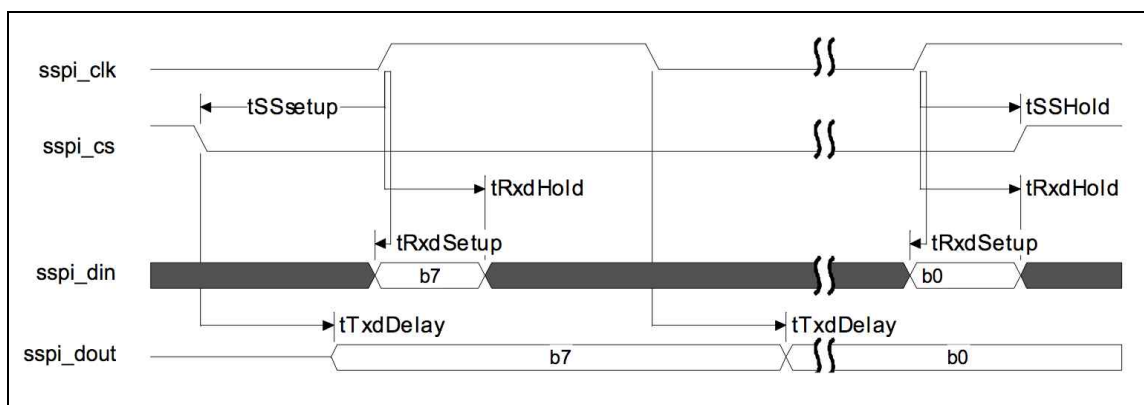 sspi_clk
tSSsetup
tSSHold
sspi_cs
tRxdHold
tRxdHold
tRxdSetup
tRxdSetup
sspi_din
b7
b0
tTxdDelay
tTxdDelay
sspi_dout
b7
b0